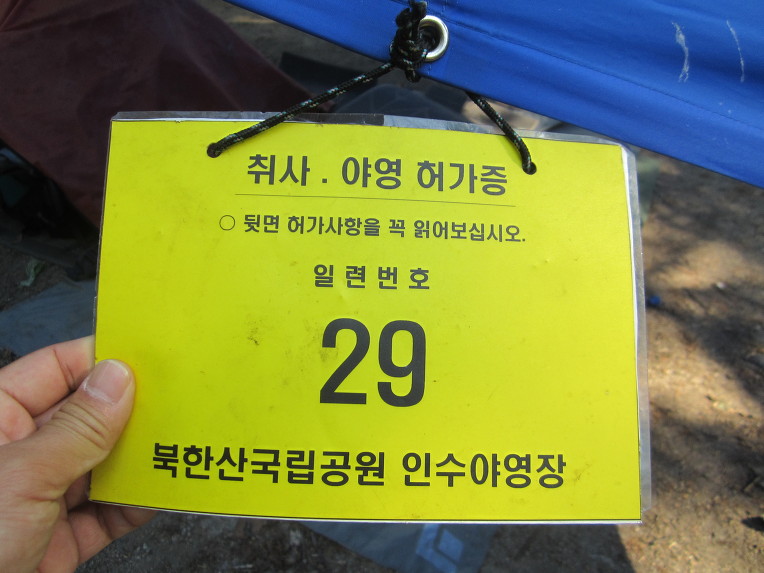 취사 . 야영 허가증
○ 뒷면 허가사항을 꼭 읽어보십시오.
일 련 번 호
29
북한산국립공원 인수야영장